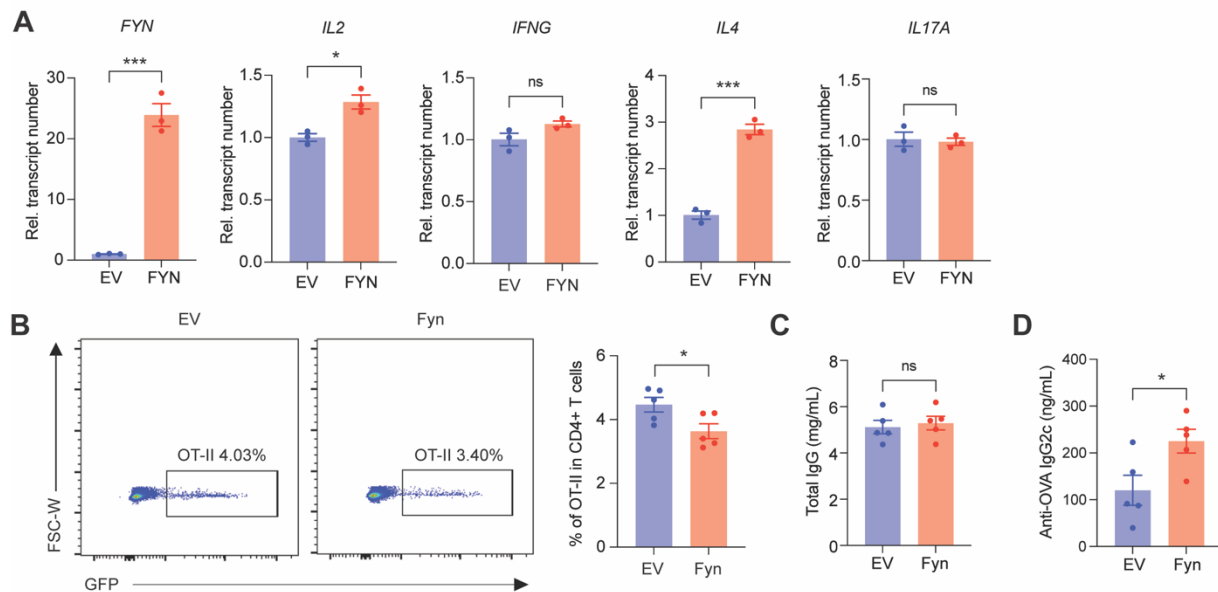 A
FYN
IL2
IFNG
IL4
IL17A
Rel. transcript number
30
20
10
0
***
EV
FYN
Rel. transcript number
1.5
1.0
0.5
0.0
*
EV
FYN
Rel. transcript number
1.5
1.0
0.5
0.0
ns
EV
FYN
Rel. transcript number
4
3
2
1
0
***
EV
FYN
Rel. transcript number
1.5
1.0
0.5
0.0
ns
EV
FYN
B
EV
Fyn
FSC-W
OT-II 4.03%
OT-II 3.40%
GFP
% of OT-II in CD4+ T cells
6
4
2
0
*
EV
Fyn
C
Total IgG (mg/mL)
8
6
4
2
0
ns
EV
Fyn
D
Anti-OVA IgG2c (ng/mL)
400
300
200
100
0
*
EV
Fyn